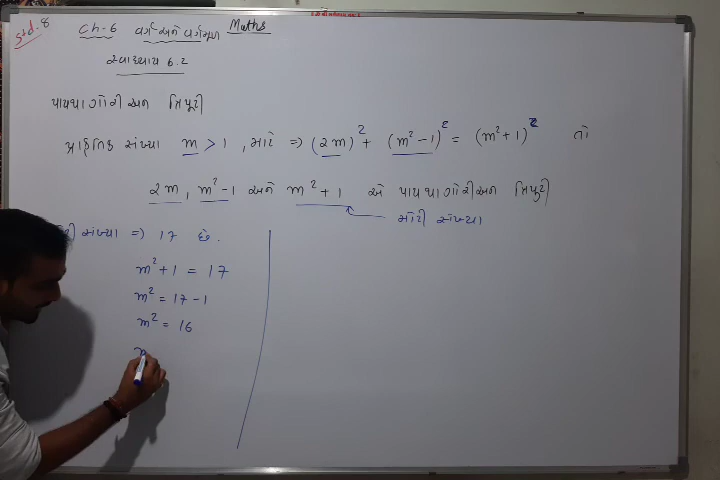 Std. 8
Ch-6 વર્ગ અને વર્ગમૂળ Maths
સ્વાધ્યાય 6.2
પાયથાગોરીઅન ત્રિપૂટી
પ્રાકૃતિક સંખ્યા m > 1, માટે ⇒ (2m)² + (m² − 1)² = (m² + 1)² તો
2m, m² − 1 અને m² + 1 એ પાયથાગોરીઅન ત્રિપુટી
મોટી સંખ્યા
સંખ્યા ⇒ 17 છે.
m² + 1 = 17
m² = 17 − 1
m² = 16